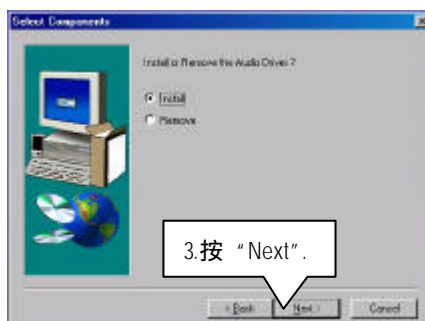 Select Components
Install or Remove the Audio Driver ?
Install
Remove
3.按 “Next”.
< Back
Next >
Cancel